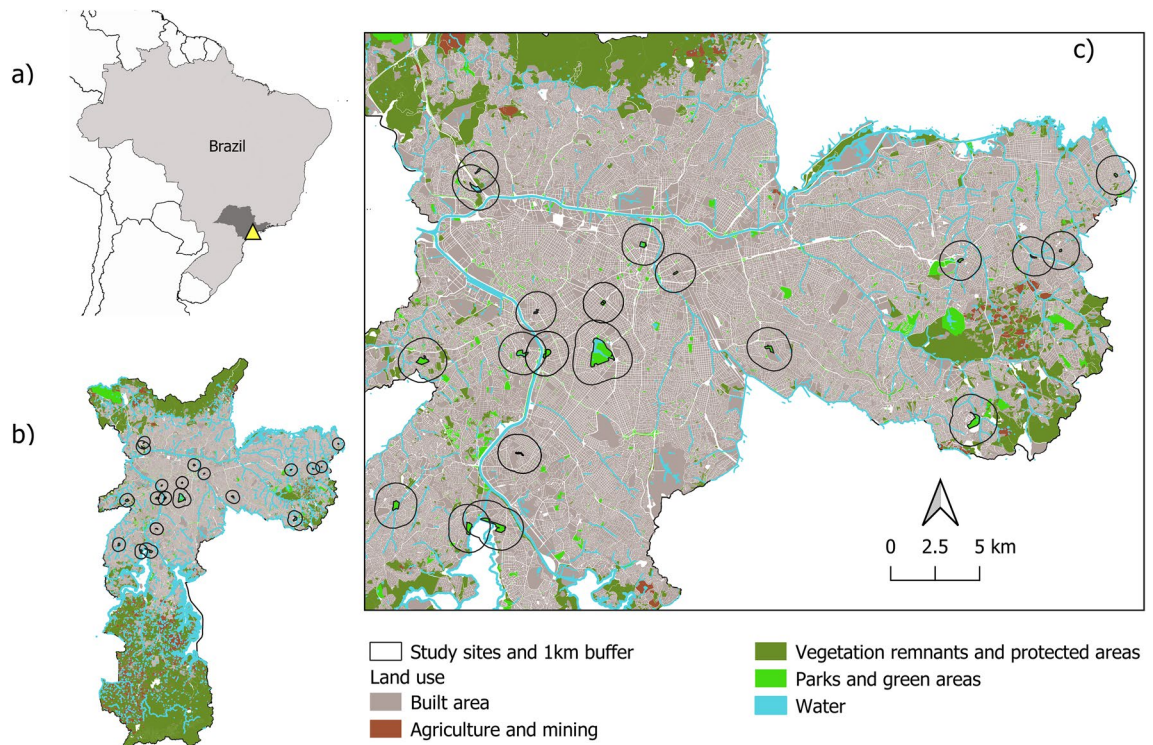 a)
Brazil
b)
c)
0 2.5 5 km
Study sites and 1km buffer
Land use
Built area
Agriculture and mining
Vegetation remnants and protected areas
Parks and green areas
Water